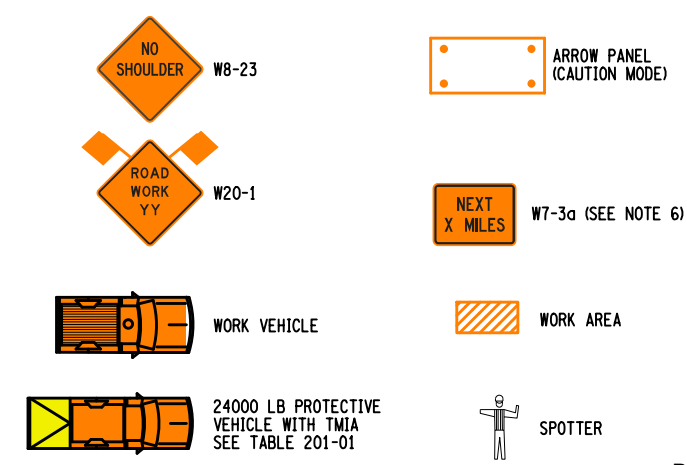 NO
SHOULDER
W8-23
ARROW PANEL
(CAUTION MODE)
ROAD
WORK
YY
W20-1
NEXT
X MILES
W7-3a (SEE NOTE 6)
WORK VEHICLE
WORK AREA
24000 LB PROTECTIVE
VEHICLE WITH TMIA
SEE TABLE 201-01
SPOTTER